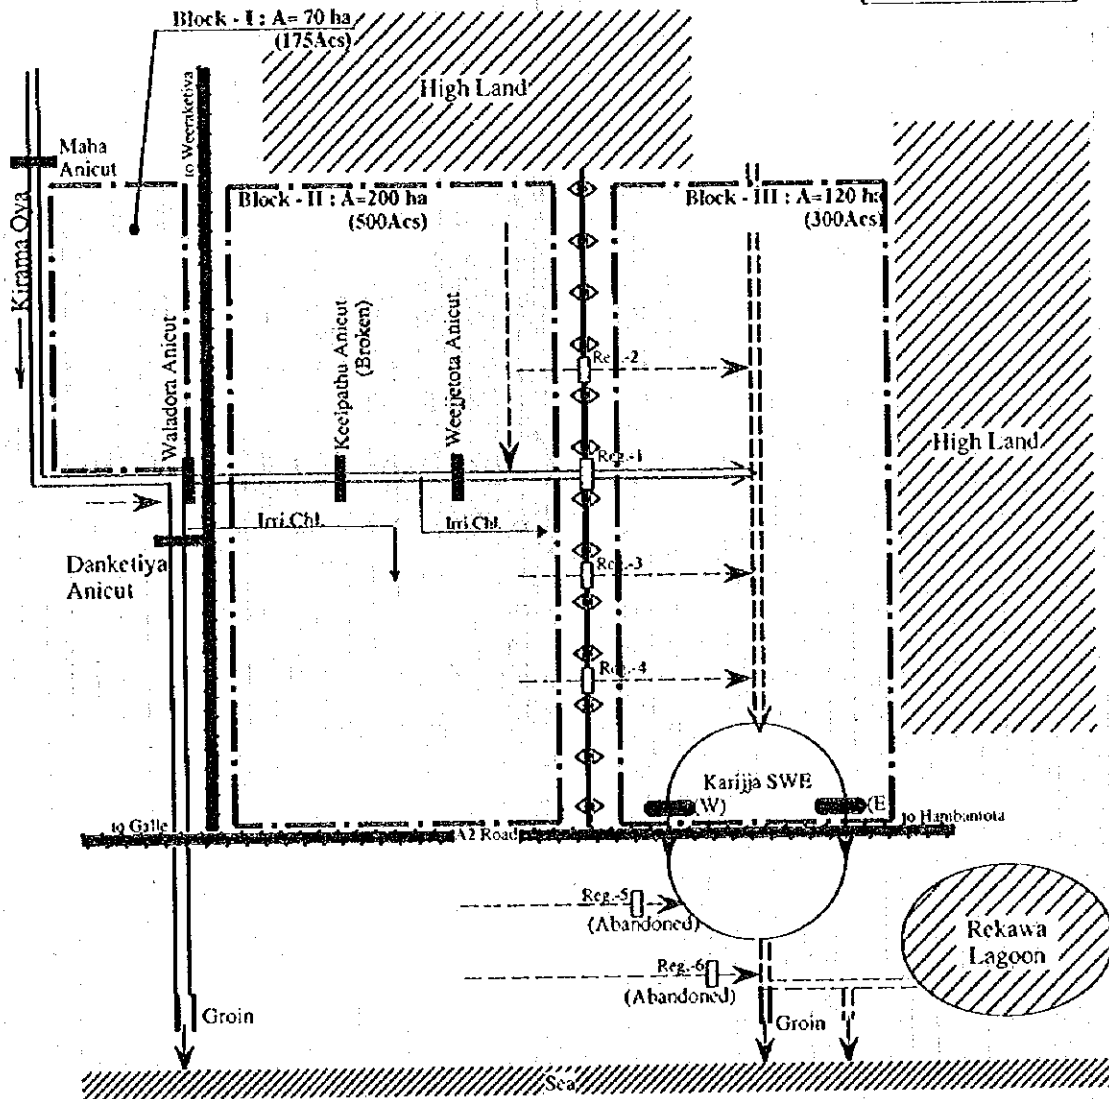 Block - I : A= 70 ha
(175Acs)
High Land
to Weeraketiya
Maha
Anicut
Block - II : A=200 ha
(500Acs)
Block - III : A=120 ha
(300Acs)
Kirama Oya
Waladora Anicut
Keelpathu Anicut
(Broken)
Weejjetota Anicut
Reg.-2
High Land
Reg.-1
Irri.Chl.
Irri.Chl.
Danketiya
Anicut
Reg.-3
Reg.-4
Karijja SWE
(W)
(E)
to Galle
A2 Road
to Hambantota
Reg.-5
(Abandoned)
Rekawa
Lagoon
Reg.-6
(Abandoned)
Groin
Groin
Sea